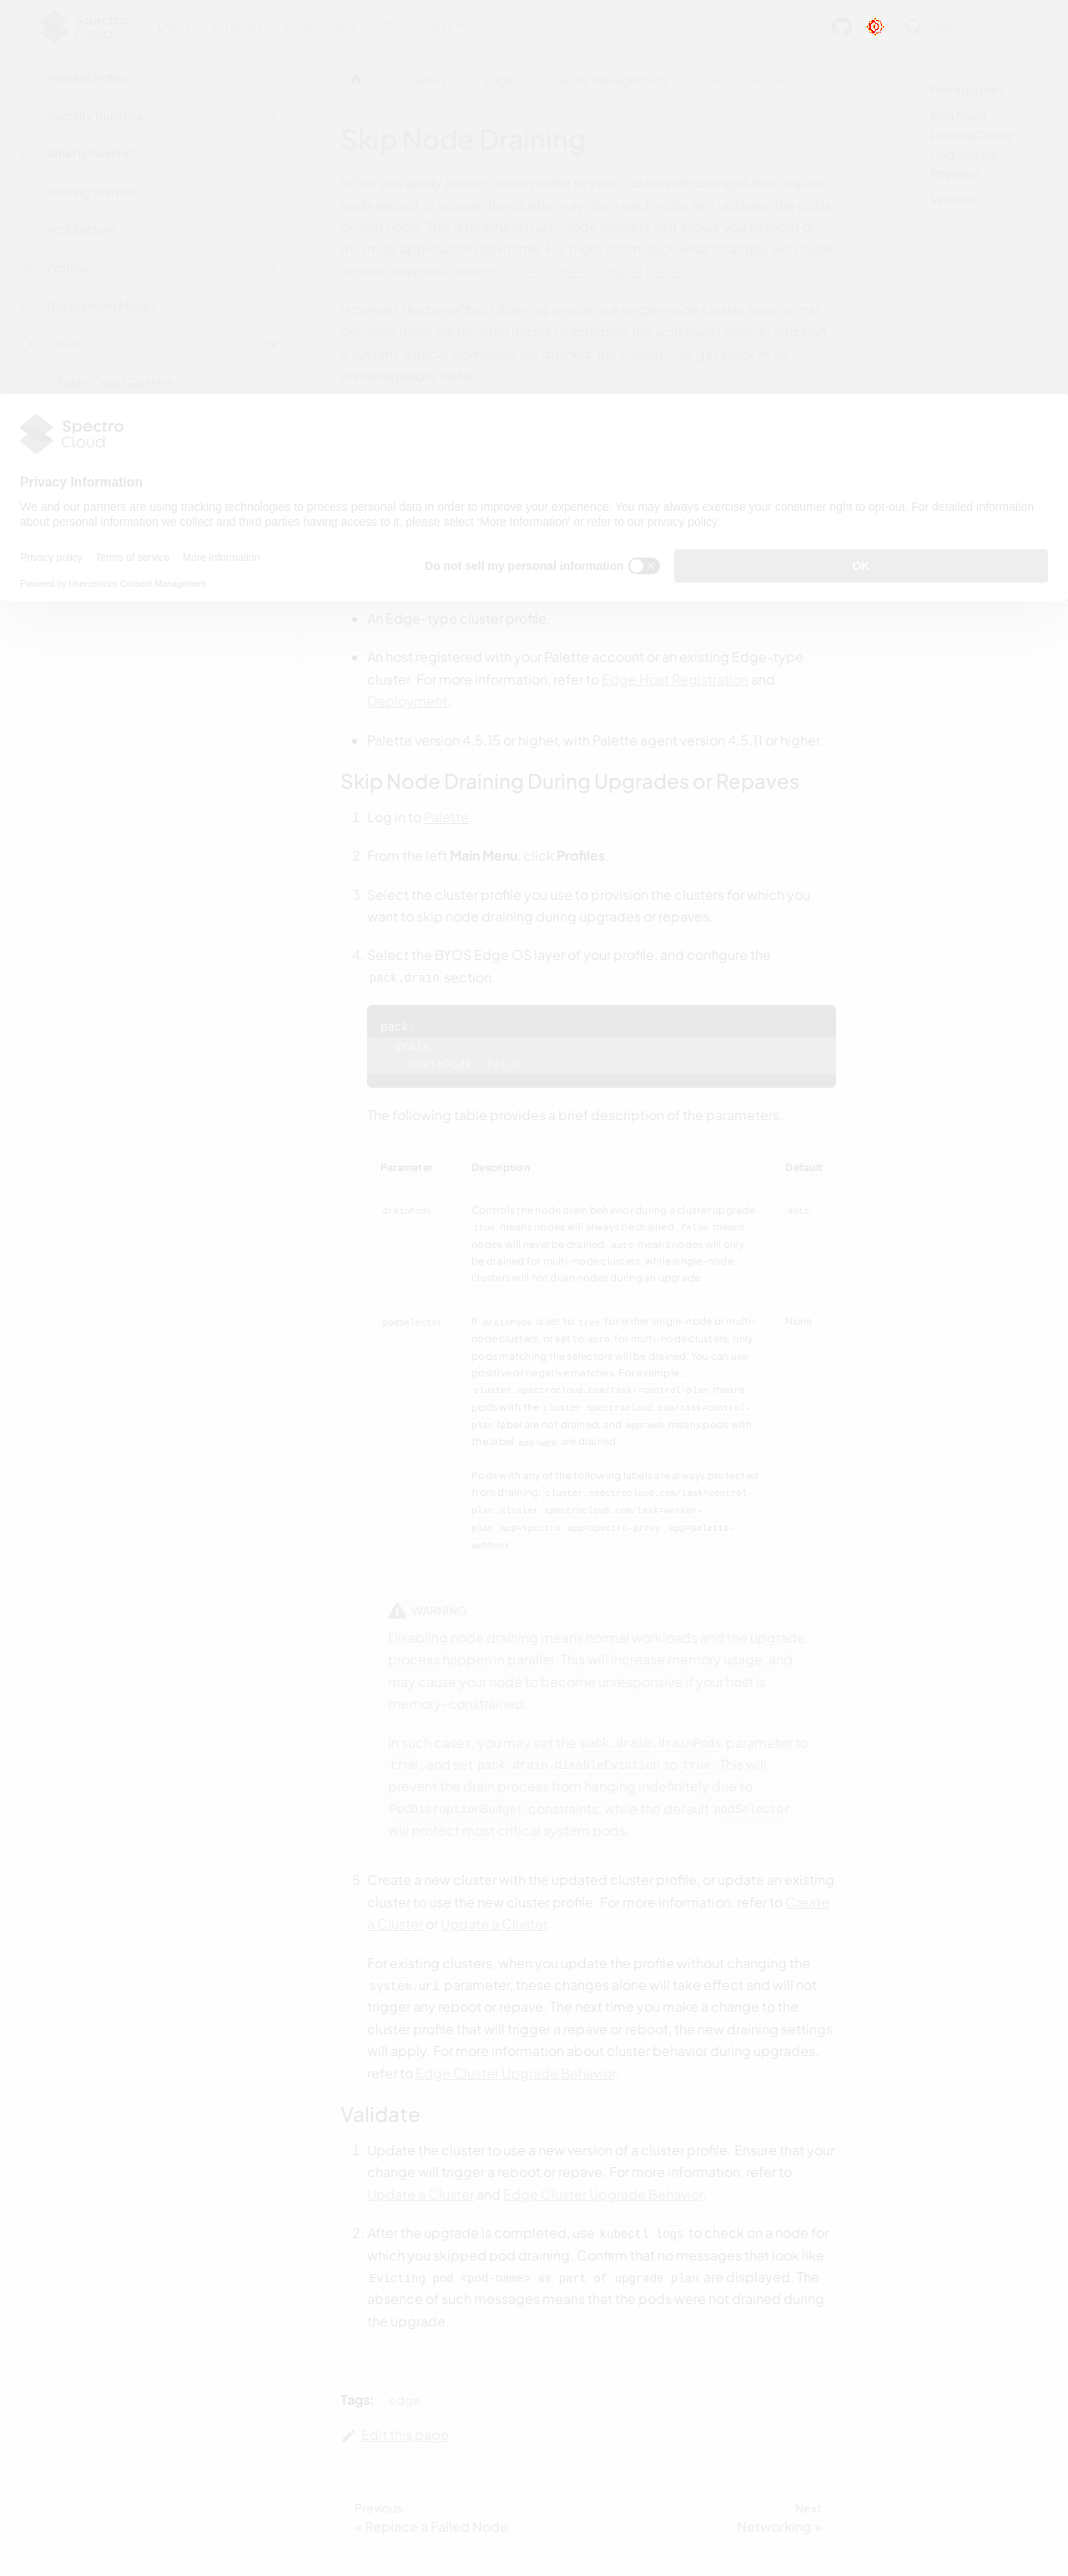 Spectro
Cloud
Docs
Tutorials
Downloads
API
latest
Search
Release Notes
Security Bulletins
What is Palette?
Getting Started
Architecture
Profiles
Deployment Modes
Clusters
Public Cloud Clusters
Clusters
Edge
Cluster Management
Skip Node Draining
Prerequisites
Skip Node
Draining During
Upgrades or
Repaves
Validate
Skip Node Draining
When you apply a new cluster profile to your cluster with changes that require
node reboot or repave, the cluster may drain each node as it updates the pods
on that node. This is helpful in multi-node clusters as it allows you to avoid or
minimize application downtime. For more information what changes will cause
reboot or repave, refer to Edge Cluster Upgrade Behavior.
However, the benefits of draining a node in a single-node cluster are minimal
because there are no other nodes to schedule the workloads onto. In addition,
if system-critical workloads are drained, the cluster may get stuck in an
unmanageable state.
Spectro
Cloud
Privacy Information
We and our partners are using tracking technologies to process personal data in order to improve your experience. You may always exercise your consumer right to opt-out. For detailed information
about personal information we collect and third parties having access to it, please select 'More Information' or refer to our privacy policy.
Privacy policy Terms of service More Information
Do not sell my personal information
OK
Powered by Usercentrics Consent Management
• An Edge-type cluster profile.
• An host registered with your Palette account or an existing Edge-type
cluster. For more information, refer to Edge Host Registration and
Deployment.
• Palette version 4.5.15 or higher, with Palette agent version 4.5.11 or higher.
Skip Node Draining During Upgrades or Repaves
1. Log in to Palette.
2. From the left Main Menu, click Profiles.
3. Select the cluster profile you use to provision the clusters for which you
want to skip node draining during upgrades or repaves.
4. Select the BYOS Edge OS layer of your profile, and configure the
pack.drain section.
pack:
drain:
drainPods: false
The following table provides a brief description of the parameters.
Parameter Description Default
drainPods Controls the node drain behavior during a cluster upgrade. auto
true means nodes will always be drained, false means
nodes will never be drained, auto means nodes will only
be drained for multi-node clusters, while single-node
clusters will not drain nodes during an upgrade.
podSelector If drainPods is set to true for either single-node or multi- None
node clusters, or set to auto for multi-node clusters, only
pods matching the selectors will be drained. You can use
positive or negative matches. For example,
cluster.spectrocloud.com/task!=control-plan means
pods with the cluster.spectrocloud.com/task=control-
plan label are not drained, and app=web means pods with
the label app=web are drained.
Pods with any of the following labels are always protected
from draining: cluster.spectrocloud.com/task=control-
plan, cluster.spectrocloud.com/task=worker-
plan, app=spectro, app=spectro-proxy, app=palette-
webhook
WARNING
Disabling node draining means normal workloads and the upgrade
process happen in parallel. This will increase memory usage, and
may cause your node to become unresponsive if your host is
memory-constrained.
In such cases, you may set the pack.drain.drainPods parameter to
true, and set pack.drain.disableEviction to true. This will
prevent the drain process from hanging indefinitely due to
PodDisruptionBudget constraints, while the default podSelector
will protect most critical system pods.
5. Create a new cluster with the updated cluster profile, or update an existing
cluster to use the new cluster profile. For more information, refer to Create
a Cluster or Update a Cluster.
For existing clusters, when you update the profile without changing the
system.uri parameter, these changes alone will take effect and will not
trigger any reboot or repave. The next time you make a change to the
cluster profile that will trigger a repave or reboot, the new draining settings
will apply. For more information about cluster behavior during upgrades,
refer to Edge Cluster Upgrade Behavior.
Validate
1. Update the cluster to use a new version of a cluster profile. Ensure that your
change will trigger a reboot or repave. For more information, refer to
Update a Cluster and Edge Cluster Upgrade Behavior.
2. After the upgrade is completed, use kubectl logs to check on a node for
which you skipped pod draining. Confirm that no messages that look like
Evicting pod <pod-name> as part of upgrade plan are displayed. The
absence of such messages means that the pods were not drained during
the upgrade.
Tags: edge
Edit this page
Previous
« Replace a Failed Node
Next
Networking »